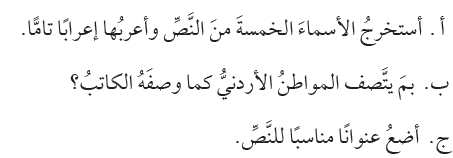 أ . أستخرجُ الأسماءَ الخمسةَ منَ النَّصِّ وأعربُها إعرابًا تامًّا.
ب. بمَ يتَّصف المواطنُ الأردنيُّ كما وصفَهُ الكاتبُ؟
ج. أضعُ عنوانًا مناسبًا للنَّصِّ.